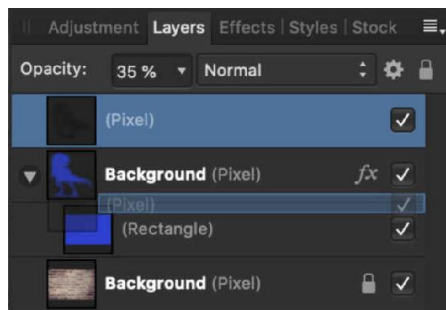 Adjustment Layers Effects | Styles | Stock
Opacity: 35 % Normal
(Pixel)
Background (Pixel) fx
(Pixel)
(Rectangle)
Background (Pixel)